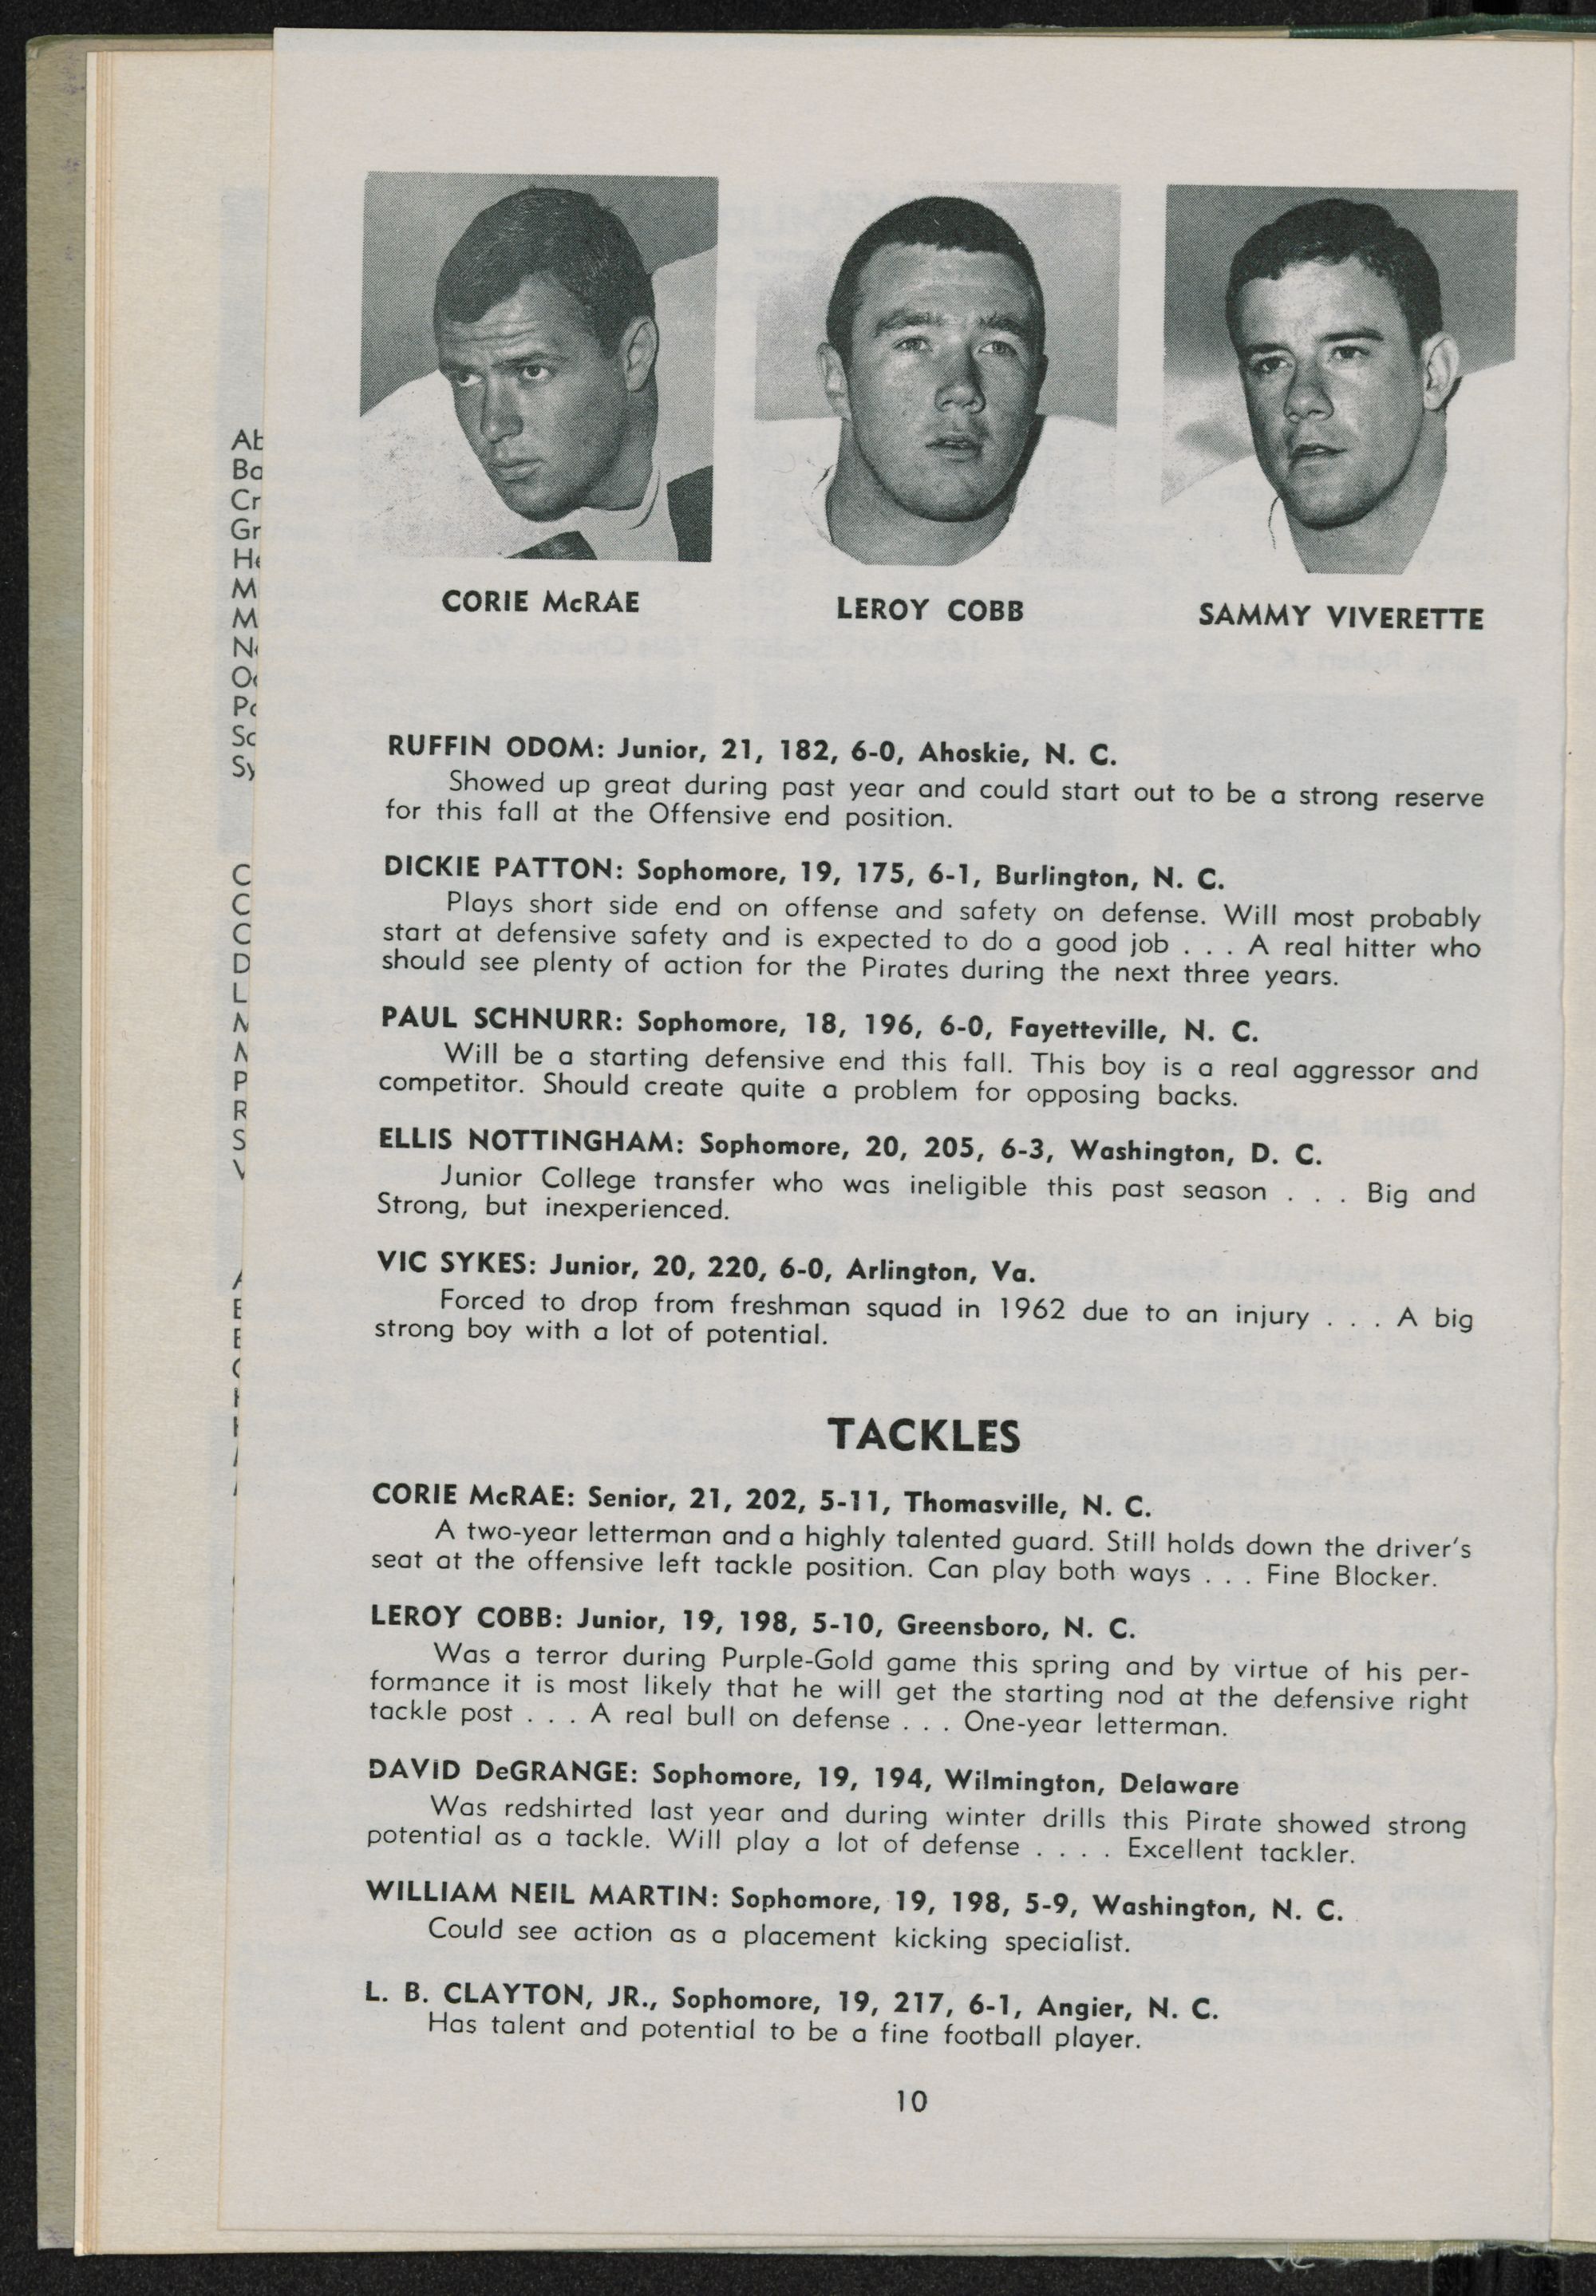 CORIE McRAE
LEROY COBB
SAMMY VIVERETTE
RUFFIN ODOM: Junior, 21, 182, 6-0, Ahoskie, N. C.
Showed up great during past year and could start out to be a strong reserve
for this fall at the Offensive end position.
DICKIE PATTON: Sophomore, 19, 175, 6-1, Burlington, N. C.
Plays short side end on offense and safety on defense. Will most probably
start at defensive safety and is expected to do a good job . . . A real hitter who
should see plenty of action for the Pirates during the next three years.
PAUL SCHNURR: Sophomore, 18, 196, 6-0, Fayetteville, N. C.
Will be a starting defensive end this fall. This boy is a real aggressor and
competitor. Should create quite a problem for opposing backs.
ELLIS NOTTINGHAM: Sophomore, 20, 205, 6-3, Washington, D. C.
Junior College transfer who was ineligible this past season . . . Big and
Strong, but inexperienced.
VIC SYKES: Junior, 20, 220, 6-0, Arlington, Va.
Forced to drop from freshman squad in 1962 due to an injury . . . A big
strong boy with a lot of potential.
TACKLES
CORIE McRAE: Senior, 21, 202, 5-11, Thomasville, N. C.
A two-year letterman and a highly talented guard. Still holds down the driver's
seat at the offensive left tackle position. Can play both ways . . . Fine Blocker.
LEROY COBB: Junior, 19, 198, 5-10, Greensboro, N. C.
Was a terror during Purple-Gold game this spring and by virtue of his per-
formance it is most likely that he will get the starting nod at the defensive right
tackle post . . . A real bull on defense . . . One-year letterman.
DAVID DeGRANGE: Sophomore, 19, 194, Wilmington, Delaware
Was redshirted last year and during winter drills this Pirate showed strong
potential as a tackle. Will play a lot of defense . . . . Excellent tackler.
WILLIAM NEIL MARTIN: Sophomore, 19, 198, 5-9, Washington, N. C.
Could see action as a placement kicking specialist.
L. B. CLAYTON, JR., Sophomore, 19, 217, 6-1, Angier, N. C.
Has talent and potential to be a fine football player.
10